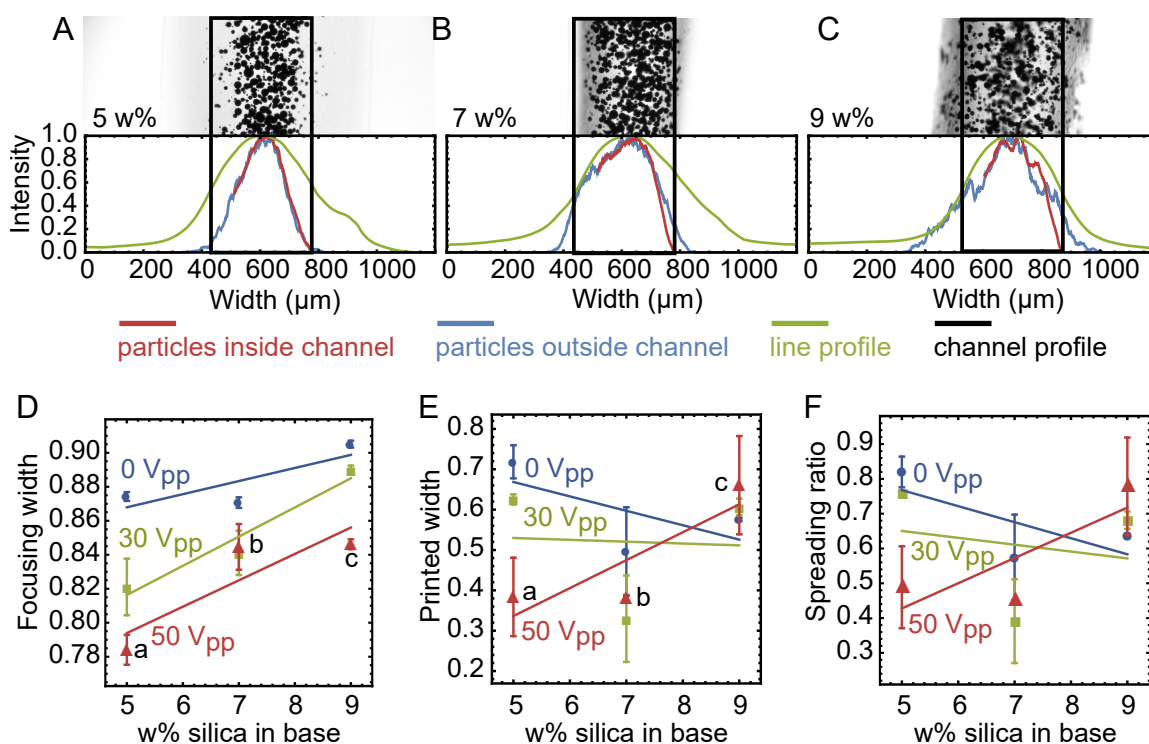 A
B
C
5 w%
7 w%
9 w%
Intensity
1.0
0.8
0.6
0.4
0.2
0.0
0 200 400 600 800 1000
0 200 400 600 800 1000
0 200 400 600 800 1000
Width (µm)
Width (µm)
Width (µm)
particles inside channel
particles outside channel
line profile
channel profile
D
Focusing width
0.90
0.88
0.86
0.84
0.82
0.80
0.78
0 Vpp
30 Vpp
50 Vpp
a
b
c
5 6 7 8 9
w% silica in base
E
Printed width
0.8
0.7
0.6
0.5
0.4
0.3
0.2
0 Vpp
30 Vpp
50 Vpp
a
b
c
5 6 7 8 9
w% silica in base
F
Spreading ratio
0.9
0.8
0.7
0.6
0.5
0.4
0.3
0 Vpp
30 Vpp
50 Vpp
5 6 7 8 9
w% silica in base